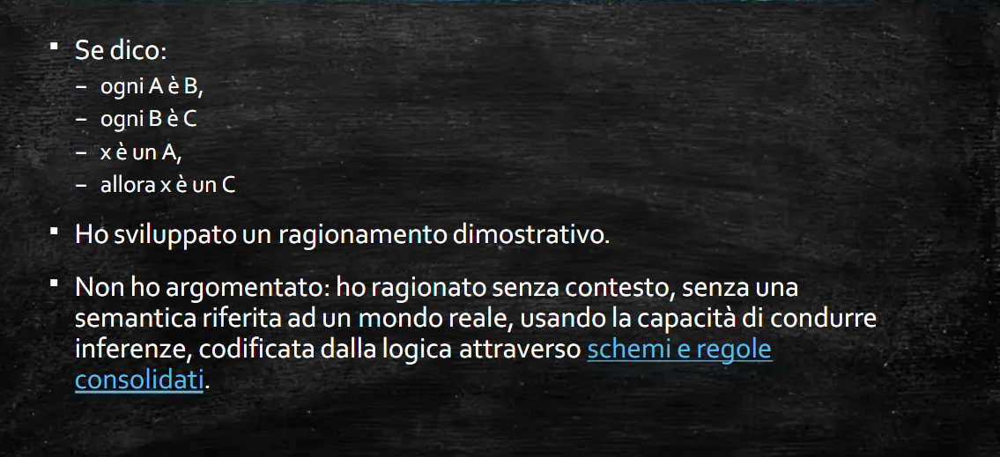 ▪ Se dico:
– ogni A è B,
– ogni B è C
– x è un A,
– allora x è un C
▪ Ho sviluppato un ragionamento dimostrativo.
▪ Non ho argomentato: ho ragionato senza contesto, senza una
semantica riferita ad un mondo reale, usando la capacità di condurre
inferenze, codificata dalla logica attraverso schemi e regole
consolidati.